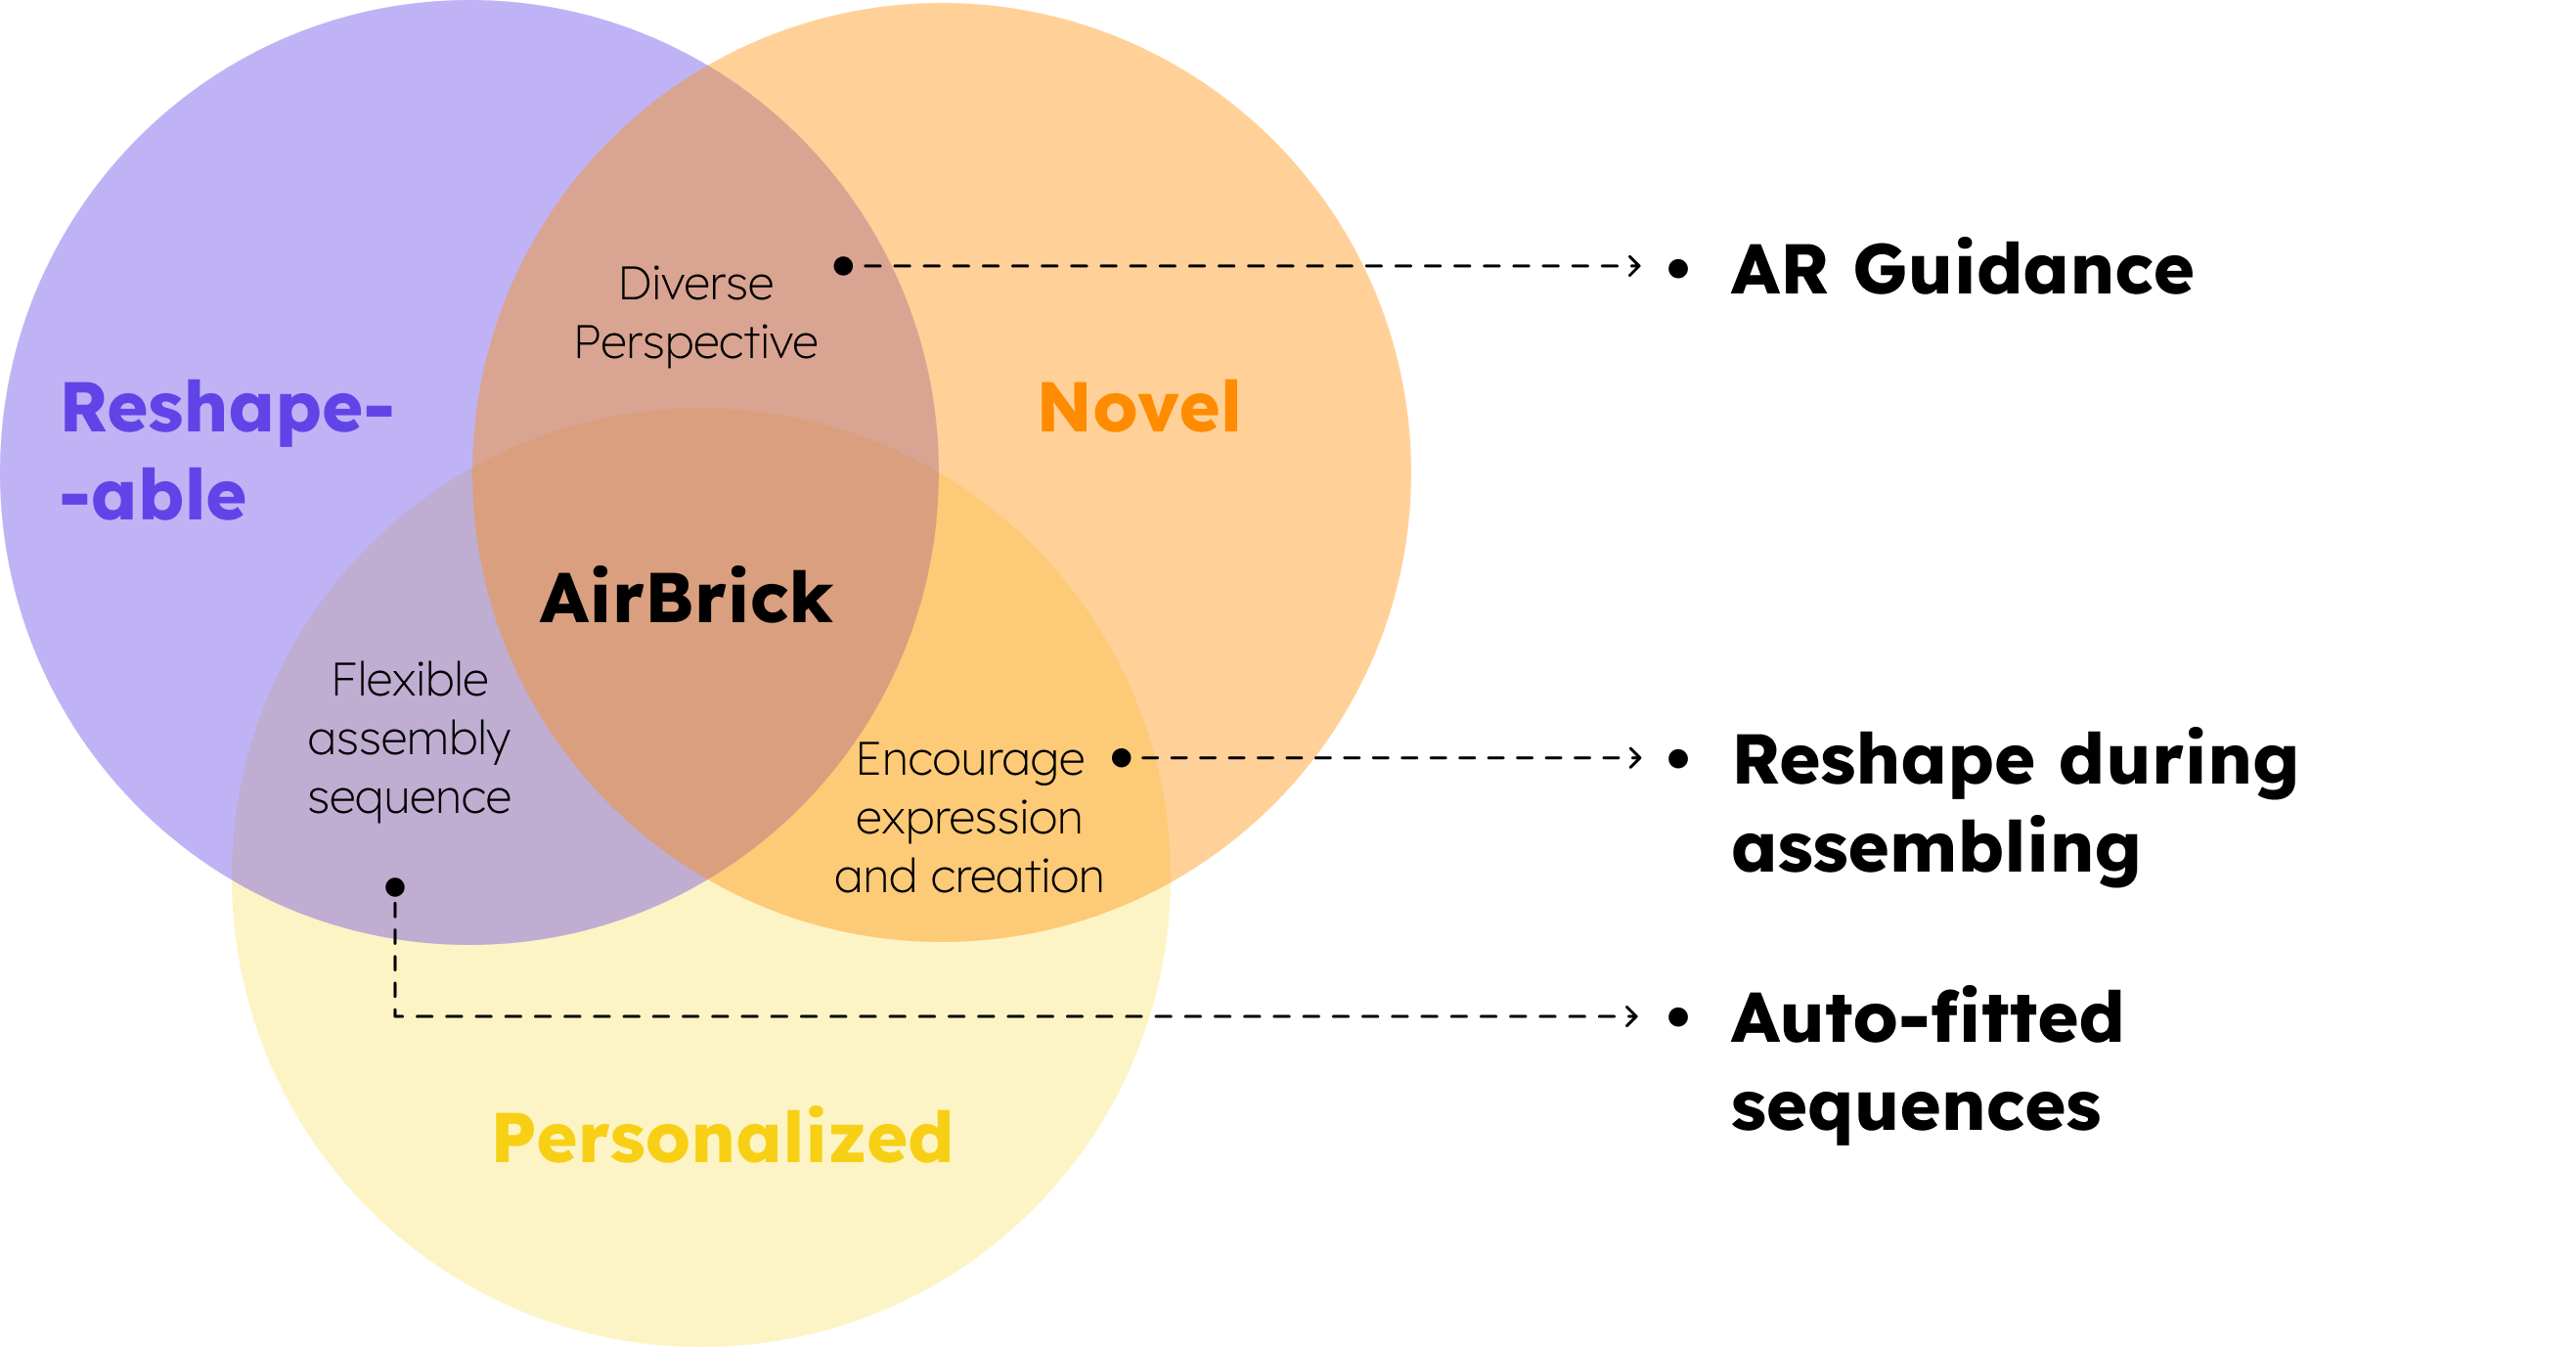 Reshape-
-able
Novel
Personalized
Diverse
Perspective
AirBrick
Flexible
assembly
sequence
Encourage
expression
and creation
• AR Guidance
• Reshape during
assembling
• Auto-fitted
sequences